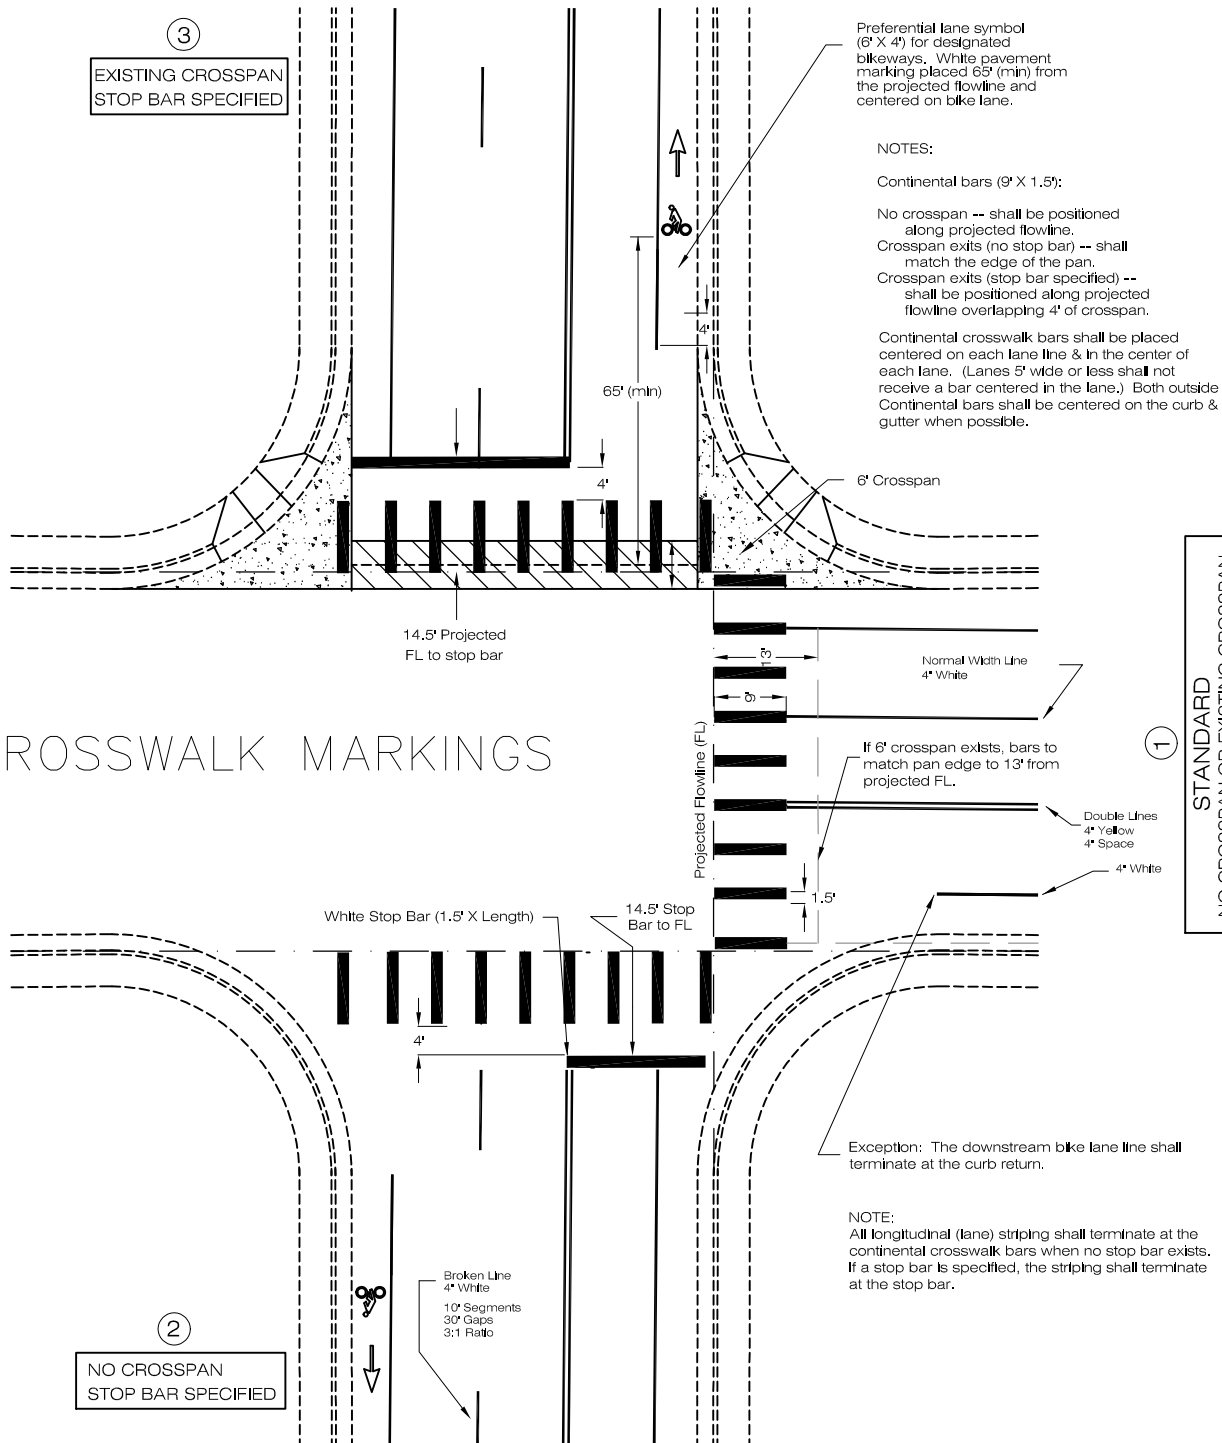 3
EXISTING CROSSPAN
STOP BAR SPECIFIED
Preferential lane symbol
(6' X 4') for designated
bikeways. White pavement
marking placed 65' (min) from
the projected flowline and
centered on bike lane.
NOTES:
Continental bars (9' X 1.5'):
No crosspan -- shall be positioned
along projected flowline.
Crosspan exits (no stop bar) -- shall
match the edge of the pan.
Crosspan exits (stop bar specified) --
shall be positioned along projected
flowline overlapping 4' of crosspan.
Continental crosswalk bars shall be placed
centered on each lane line & in the center of
each lane. (Lanes 5' wide or less shall not
receive a bar centered in the lane.) Both outside
Continental bars shall be centered on the curb &
gutter when possible.
4'
65' (min)
4'
6' Crosspan
14.5' Projected
FL to stop bar
13'
9'
Normal Width Line
4" White
ROSSWALK MARKINGS
Projected Flowline (FL)
If 6' crosspan exists, bars to
match pan edge to 13' from
projected FL.
1
STANDARD
NO CROSSPAN OR EXISTING CROSSPAN
Double Lines
4" Yellow
4" Space
4" White
1.5'
White Stop Bar (1.5' X Length)
14.5' Stop
Bar to FL
4'
Exception: The downstream bike lane line shall
terminate at the curb return.
NOTE:
All longitudinal (lane) striping shall terminate at the
continental crosswalk bars when no stop bar exists.
If a stop bar is specified, the striping shall terminate
at the stop bar.
Broken Line
4" White
10' Segments
30' Gaps
3:1 Ratio
2
NO CROSSPAN
STOP BAR SPECIFIED